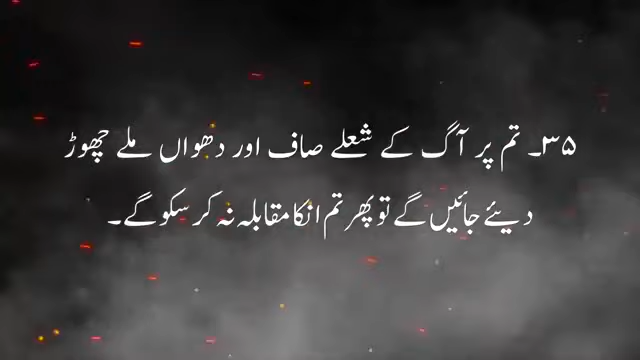 ۳۵۔ تم پر آگ کے شعلے صاف اور دھواں ملے چھوڑ
دیئے جائیں گے تو پھر تم انکا مقابلہ نہ کر سکو گے۔